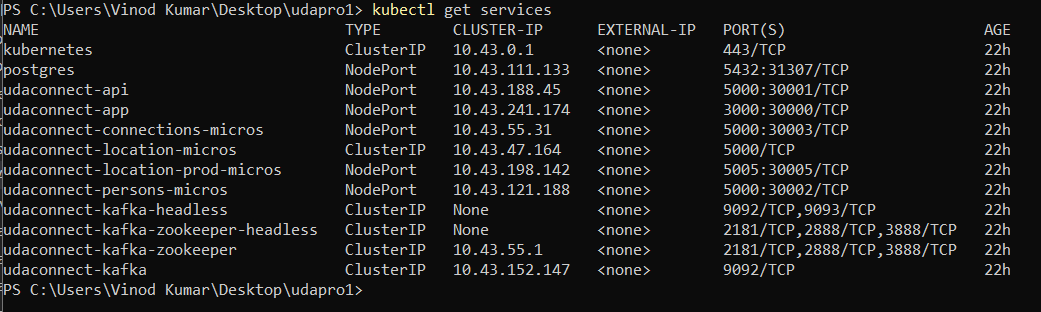 PS C:\Users\Vinod Kumar\Desktop\udapro1> kubectl get services
NAME TYPE CLUSTER-IP EXTERNAL-IP PORT(S) AGE
kubernetes ClusterIP 10.43.0.1 <none> 443/TCP 22h
postgres NodePort 10.43.111.133 <none> 5432:31307/TCP 22h
udaconnect-api NodePort 10.43.188.45 <none> 5000:30001/TCP 22h
udaconnect-app NodePort 10.43.241.174 <none> 3000:30000/TCP 22h
udaconnect-connections-micros NodePort 10.43.55.31 <none> 5000:30003/TCP 22h
udaconnect-location-micros ClusterIP 10.43.47.164 <none> 5000/TCP 22h
udaconnect-location-prod-micros NodePort 10.43.198.142 <none> 5005:30005/TCP 22h
udaconnect-persons-micros NodePort 10.43.121.188 <none> 5000:30002/TCP 22h
udaconnect-kafka-headless ClusterIP None <none> 9092/TCP,9093/TCP 22h
udaconnect-kafka-zookeeper-headless ClusterIP None <none> 2181/TCP,2888/TCP,3888/TCP 22h
udaconnect-kafka-zookeeper ClusterIP 10.43.55.1 <none> 2181/TCP,2888/TCP,3888/TCP 22h
udaconnect-kafka ClusterIP 10.43.152.147 <none> 9092/TCP 22h
PS C:\Users\Vinod Kumar\Desktop\udapro1>